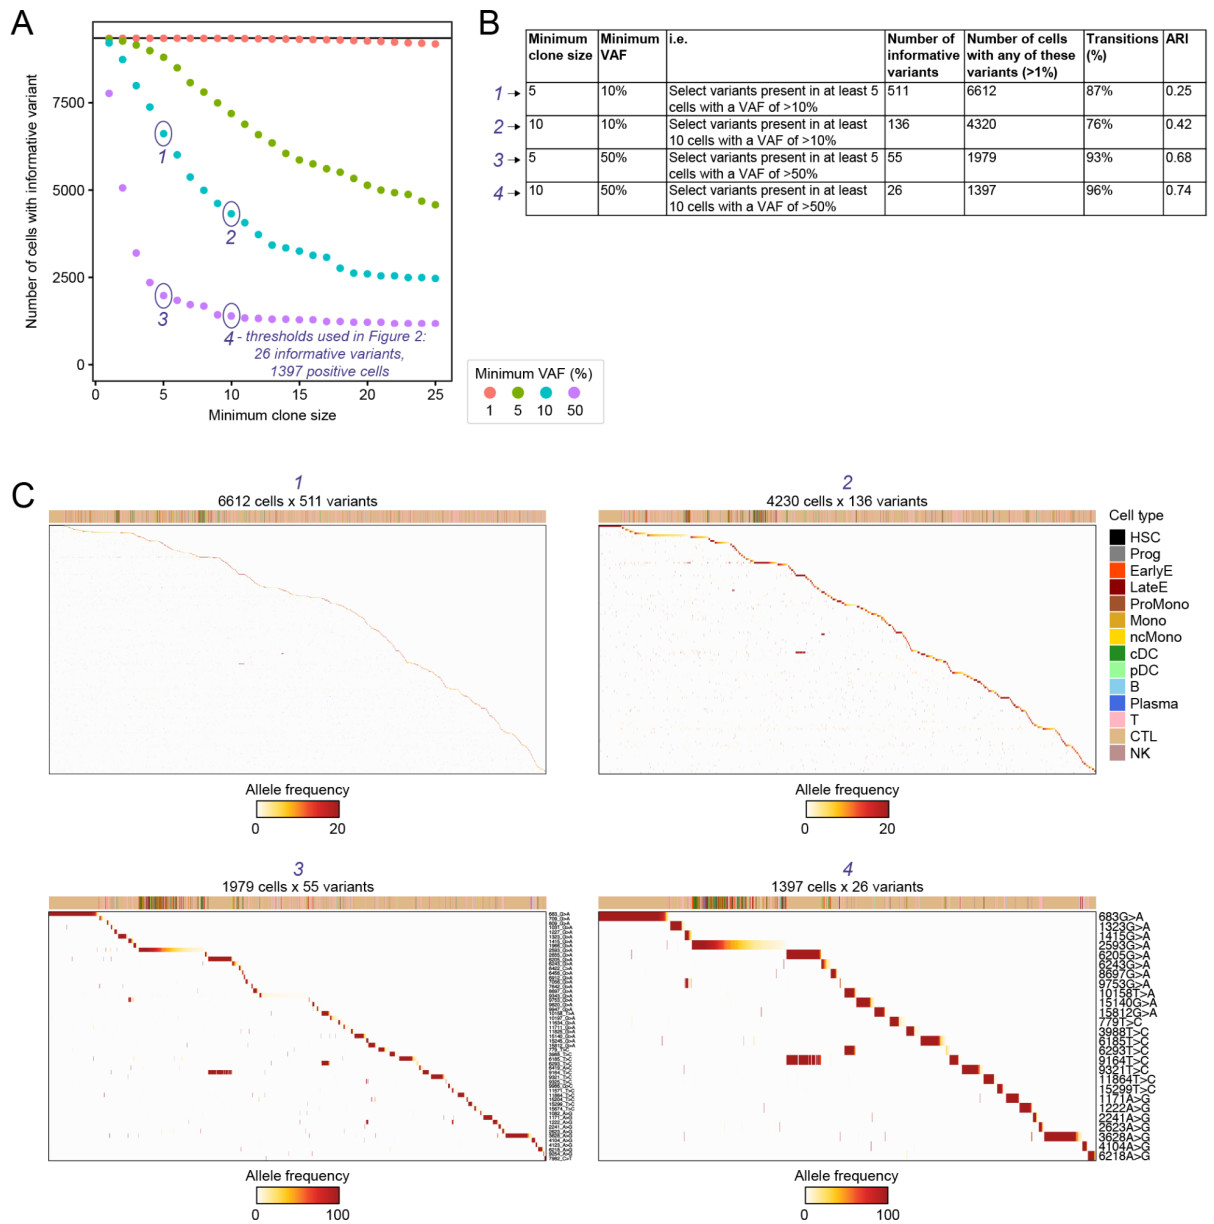 A
Number of cells with informative variant
7500
5000
2500
0
0 5 10 15 20 25
Minimum clone size
1
2
3
4 - thresholds used in Figure 2:
26 informative variants,
1397 positive cells
Minimum VAF (%)
1 5 10 50
B
Minimum clone size | Minimum VAF | i.e. | Number of informative variants | Number of cells with any of these variants (>1%) | Transitions (%) | ARI
1 → 5 | 10% | Select variants present in at least 5 cells with a VAF of >10% | 511 | 6612 | 87% | 0.25
2 → 10 | 10% | Select variants present in at least 10 cells with a VAF of >10% | 136 | 4320 | 76% | 0.42
3 → 5 | 50% | Select variants present in at least 5 cells with a VAF of >50% | 55 | 1979 | 93% | 0.68
4 → 10 | 50% | Select variants present in at least 10 cells with a VAF of >50% | 26 | 1397 | 96% | 0.74
C
1
6612 cells x 511 variants
Allele frequency
0 20
2
4230 cells x 136 variants
Allele frequency
0 20
Cell type
HSC
Prog
EarlyE
LateE
ProMono
Mono
ncMono
cDC
pDC
B
Plasma
T
CTL
NK
3
1979 cells x 55 variants
Allele frequency
0 100
4
1397 cells x 26 variants
683G>A
1323G>A
1415G>A
2593G>A
6205G>A
6243G>A
8697G>A
9753G>A
10158T>A
15140G>A
15812G>A
779T>C
3988T>C
6185T>C
6293T>C
9164T>C
9321T>C
11864T>C
15299T>C
1171A>G
1222A>G
2241A>G
2623A>G
3628A>G
4104A>G
6218A>G
Allele frequency
0 100